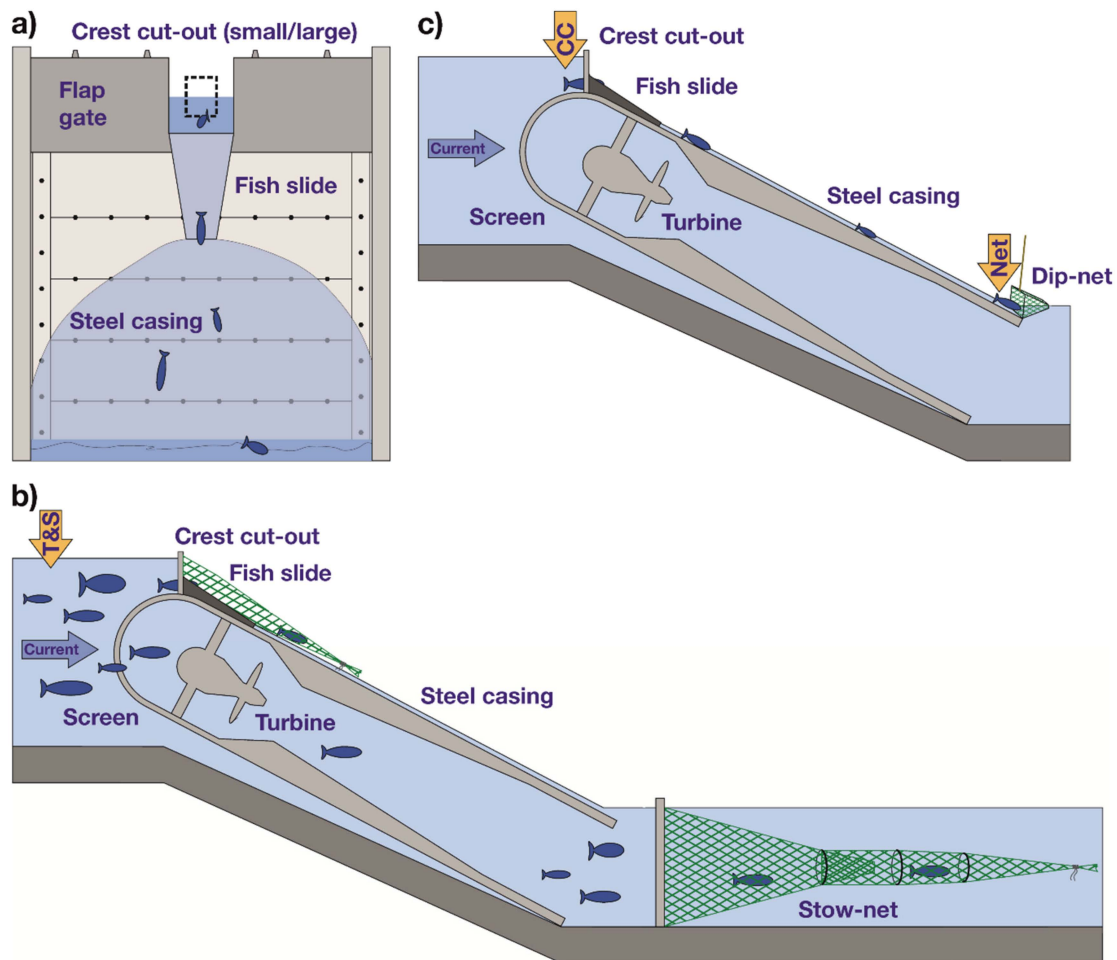 a)
Crest cut-out (small/large)
Flap
gate
Fish slide
Steel casing
c)
CC
Crest cut-out
Fish slide
Current
Screen
Turbine
Steel casing
Net
Dip-net
b)
T&S
Crest cut-out
Fish slide
Current
Screen
Turbine
Steel casing
Stow-net